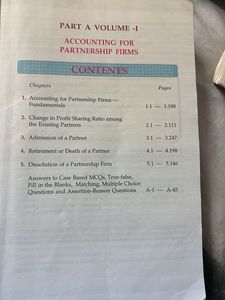 PART A VOLUME -I
ACCOUNTING FOR
PARTNERSHIP FIRMS
CONTENTS
Chapters Pages
1. Accounting for Partnership Firms —
Fundamentals 1.1 — 1.198
2. Change in Profit Sharing Ratio among
the Existing Partners 2.1 — 2.111
3. Admission of a Partner 3.1 — 3.247
4. Retirement or Death of a Partner 4.1 — 4.198
5. Dissolution of a Partnership Firm 5.1 — 5.146
Answers to Case Based MCQs, True-false,
Fill in the Blanks, Matching, Multiple Choice
Questions and Assertion-Reason Questions A-1 — A-45